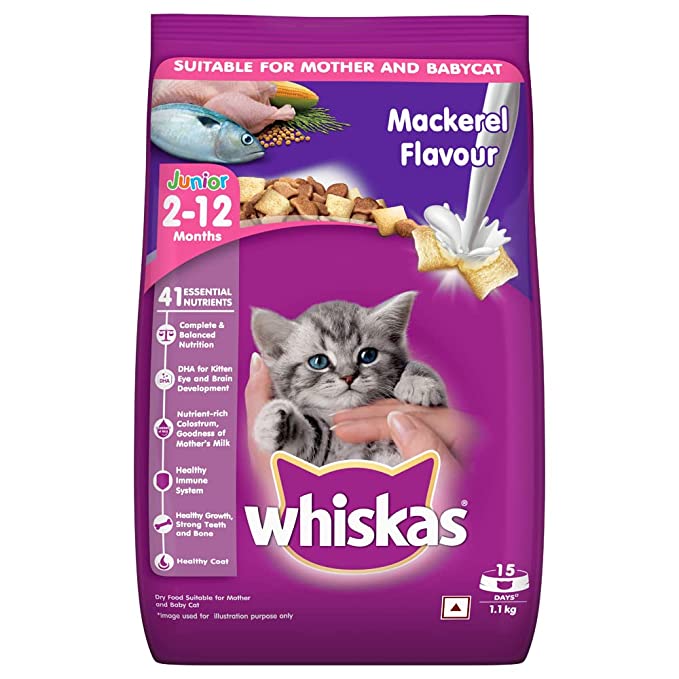 SUITABLE FOR MOTHER AND BABYCAT
Mackerel
Flavour
Junior
2-12
Months
41 ESSENTIAL
NUTRIENTS
Complete &
Balanced
Nutrition
DHA
DHA for Kitten
Eye and Brain
Development
Nutrient-rich
Colostrum,
Goodness of
Mother's Milk
Healthy
Immune
System
Healthy Growth,
Strong Teeth
and Bone
Healthy Coat
whiskas®
Dry Food Suitable for Mother
and Baby Cat
*image used for illustration purpose only
15
DAYS**
1.1 kg